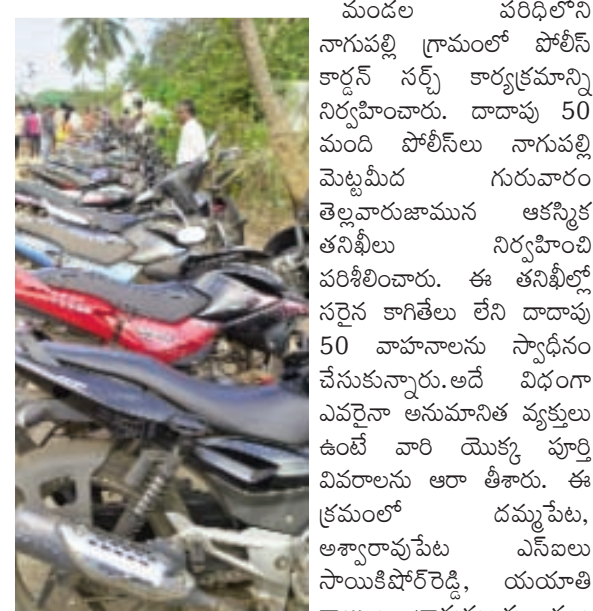 మండల పరిధిలోని
నాగుపల్లి గ్రామంలో పోలీస్
కార్డన్ సర్చ్ కార్యక్రమాన్ని
నిర్వహించారు. దాదాపు 50
మంది పోలీస్‌లు నాగుపల్లి
మెట్టమీద గురువారం
తెల్లవారుజామున ఆకస్మిక
తనిఖీలు నిర్వహించి
పరిశీలించారు. ఈ తనిఖీల్లో
సరైన కాగితేలు లేని దాదాపు
50 వాహనాలను స్వాధీనం
చేసుకున్నారు.అదే విధంగా
ఎవరైనా అనుమానిత వ్యక్తులు
ఉంటే వారి యొక్క పూర్తి
వివరాలను ఆరా తీశారు. ఈ
క్రమంలో దమ్మపేట,
అశ్వారావుపేట ఎస్ఐలు
సాయికిషోర్‌రెడ్డి, యయాతి